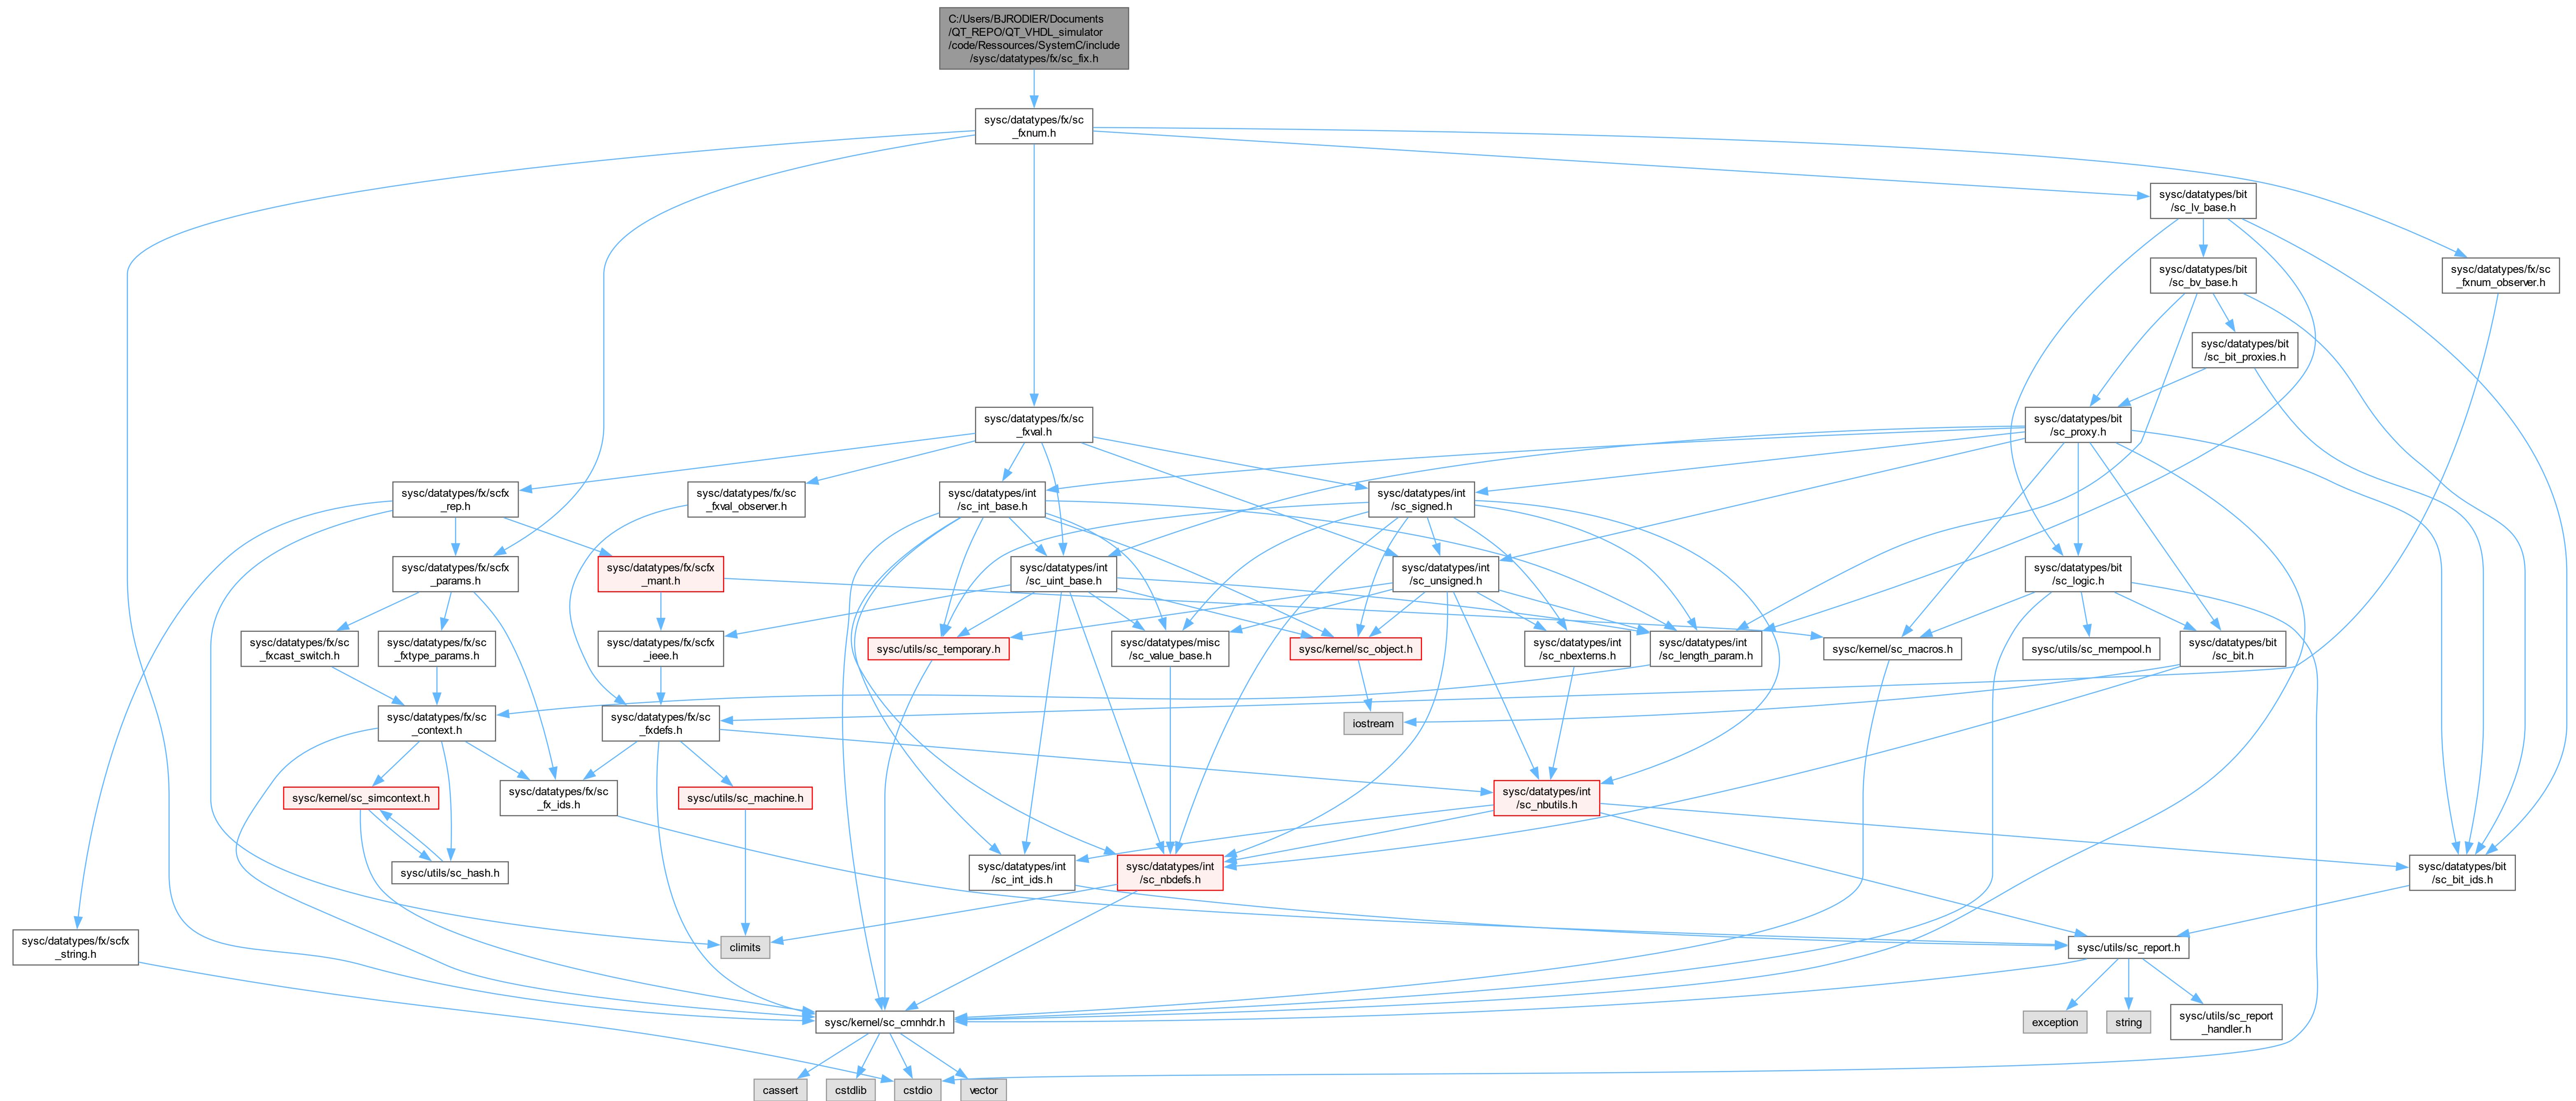 C:/Users/BJRODIER/Documents
/QT_REPO/QT_VHDL_simulator
/code/Ressources/SystemC/include
/sysc/datatypes/fx/sc_fix.h
sysc/datatypes/fx/sc
_fxnum.h
sysc/datatypes/bit
/sc_lv_base.h
sysc/datatypes/bit
/sc_bv_base.h
sysc/datatypes/fx/sc
_fxnum_observer.h
sysc/datatypes/bit
/sc_bit_proxies.h
sysc/datatypes/fx/sc
_fxval.h
sysc/datatypes/bit
/sc_proxy.h
sysc/datatypes/fx/scfx
_rep.h
sysc/datatypes/fx/sc
_fxval_observer.h
sysc/datatypes/int
/sc_int_base.h
sysc/datatypes/int
/sc_signed.h
sysc/datatypes/fx/scfx
_params.h
sysc/datatypes/fx/scfx
_mant.h
sysc/datatypes/int
/sc_uint_base.h
sysc/datatypes/int
/sc_unsigned.h
sysc/datatypes/bit
/sc_logic.h
sysc/datatypes/fx/sc
_fxcast_switch.h
sysc/datatypes/fx/sc
_fxtype_params.h
sysc/datatypes/fx/scfx
_ieee.h
sysc/utils/sc_temporary.h
sysc/datatypes/misc
/sc_value_base.h
sysc/kernel/sc_object.h
sysc/datatypes/int
/sc_nbexterns.h
sysc/datatypes/int
/sc_length_param.h
sysc/kernel/sc_macros.h
sysc/utils/sc_mempool.h
sysc/datatypes/bit
/sc_bit.h
sysc/datatypes/fx/sc
_context.h
sysc/datatypes/fx/sc
_fxdefs.h
iostream
sysc/kernel/sc_simcontext.h
sysc/datatypes/fx/sc
_fx_ids.h
sysc/utils/sc_machine.h
sysc/datatypes/int
/sc_nbutils.h
sysc/utils/sc_hash.h
sysc/datatypes/int
/sc_int_ids.h
sysc/datatypes/int
/sc_nbdefs.h
sysc/datatypes/bit
/sc_bit_ids.h
sysc/datatypes/fx/scfx
_string.h
climits
sysc/utils/sc_report.h
sysc/kernel/sc_cmnhdr.h
exception
string
sysc/utils/sc_report
_handler.h
cassert
cstdlib
cstdio
vector